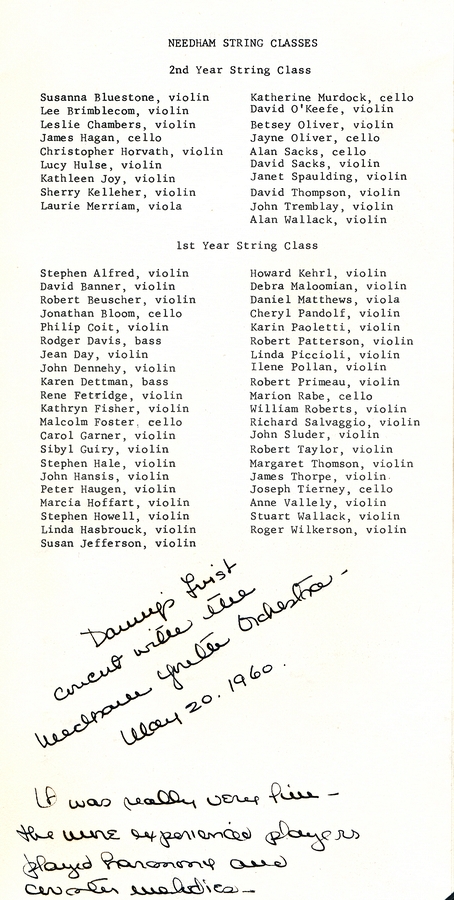 NEEDHAM STRING CLASSES
2nd Year String Class
Susanna Bluestone, violin
Lee Brimblecom, violin
Leslie Chambers, violin
James Hagan, cello
Christopher Horvath, violin
Lucy Hulse, violin
Kathleen Joy, violin
Sherry Kelleher, violin
Laurie Merriam, viola
Katherine Murdock, cello
David O'Keefe, violin
Betsey Oliver, violin
Jayne Oliver, cello
Alan Sacks, cello
David Sacks, violin
Janet Spaulding, violin
David Thompson, violin
John Tremblay, violin
Alan Wallack, violin
1st Year String Class
Stephen Alfred, violin
David Banner, violin
Robert Beuscher, violin
Jonathan Bloom, cello
Philip Coit, violin
Rodger Davis, bass
Jean Day, violin
John Dennehy, violin
Karen Dettman, bass
Rene Fetridge, violin
Kathryn Fisher, violin
Malcolm Foster, cello
Carol Garner, violin
Sibyl Guiry, violin
Stephen Hale, violin
John Hansis, violin
Peter Haugen, violin
Marcia Hoffart, violin
Stephen Howell, violin
Linda Hasbrouck, violin
Susan Jefferson, violin
Howard Kehrl, violin
Debra Maloomian, violin
Daniel Matthews, viola
Cheryl Pandolf, violin
Karin Paoletti, violin
Robert Patterson, violin
Linda Piccioli, violin
Ilene Pollan, violin
Robert Primeau, violin
Marion Rabe, cello
William Roberts, violin
Richard Salvaggio, violin
John Sluder, violin
Robert Taylor, violin
Margaret Thomson, violin
James Thorpe, violin
Joseph Tierney, cello
Anne Vallely, violin
Stuart Wallack, violin
Roger Wilkerson, violin
Danny's first
concert with the
Needham Youth Orchestra -
May 20. 1960.
It was really very fine -
the more experienced players
played harmony and
counter melodies -